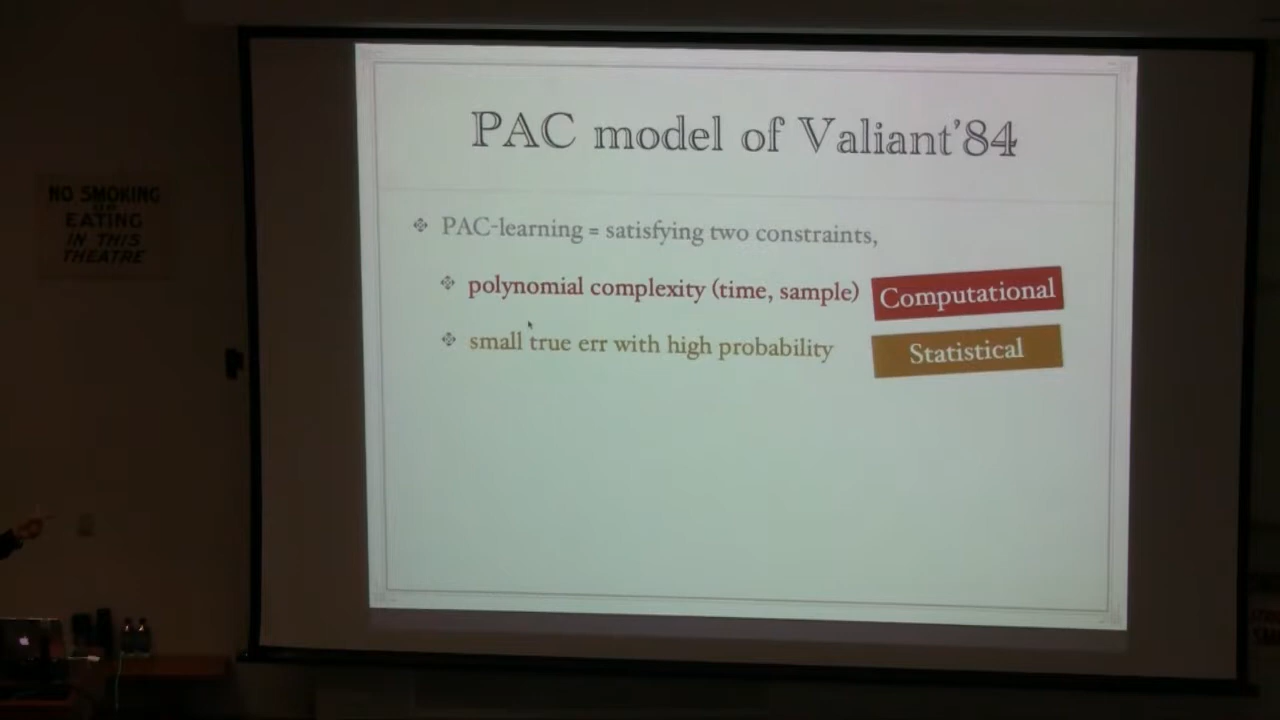 PAC model of Valiant'84
PAC-learning = satisfying two constraints,
polynomial complexity (time, sample)
Computational
small true err with high probability
Statistical
NO SMOKING
OR
EATING
IN THIS
THEATRE